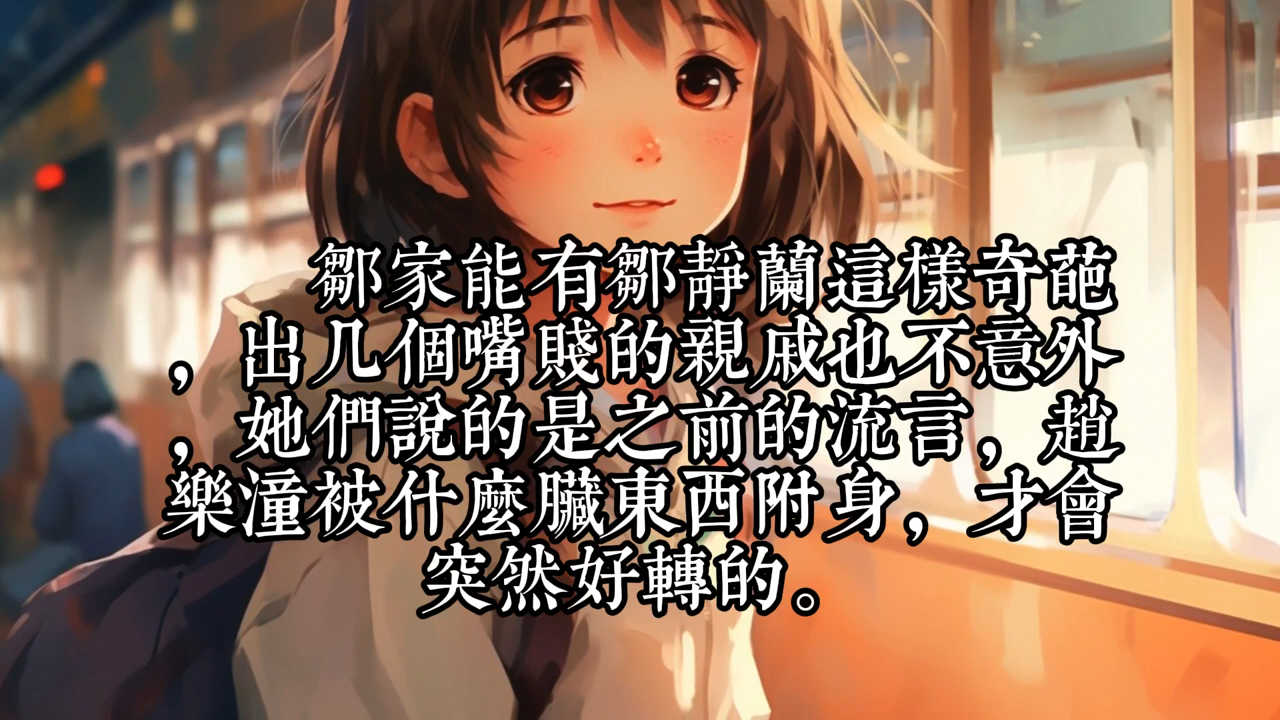 鄒家能有鄒靜蘭這樣奇葩
，出几個嘴賤的親戚也不意外
，她們說的是之前的流言，趙
樂潼被什麼臟東西附身，才會
突然好轉的。